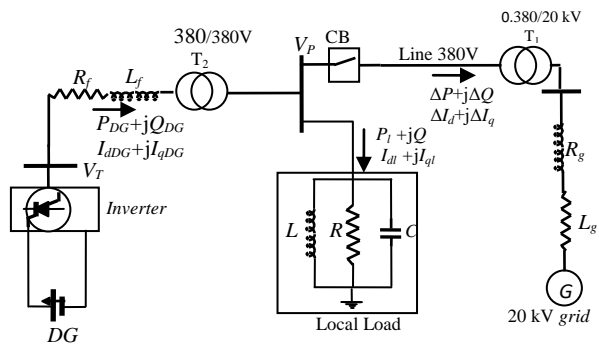 0.380/20 kV
T₁
380/380V
T₂
V_P
CB
Line 380V
R_f
L_f
P_DG+jQ_DG
I_dDG+jI_qDG
ΔP+jΔQ
ΔI_d+jΔI_q
V_T
Inverter
P_l +jQ
I_dl +jI_ql
R_g
L_g
L
R
C
G
DG
Local Load
20 kV grid